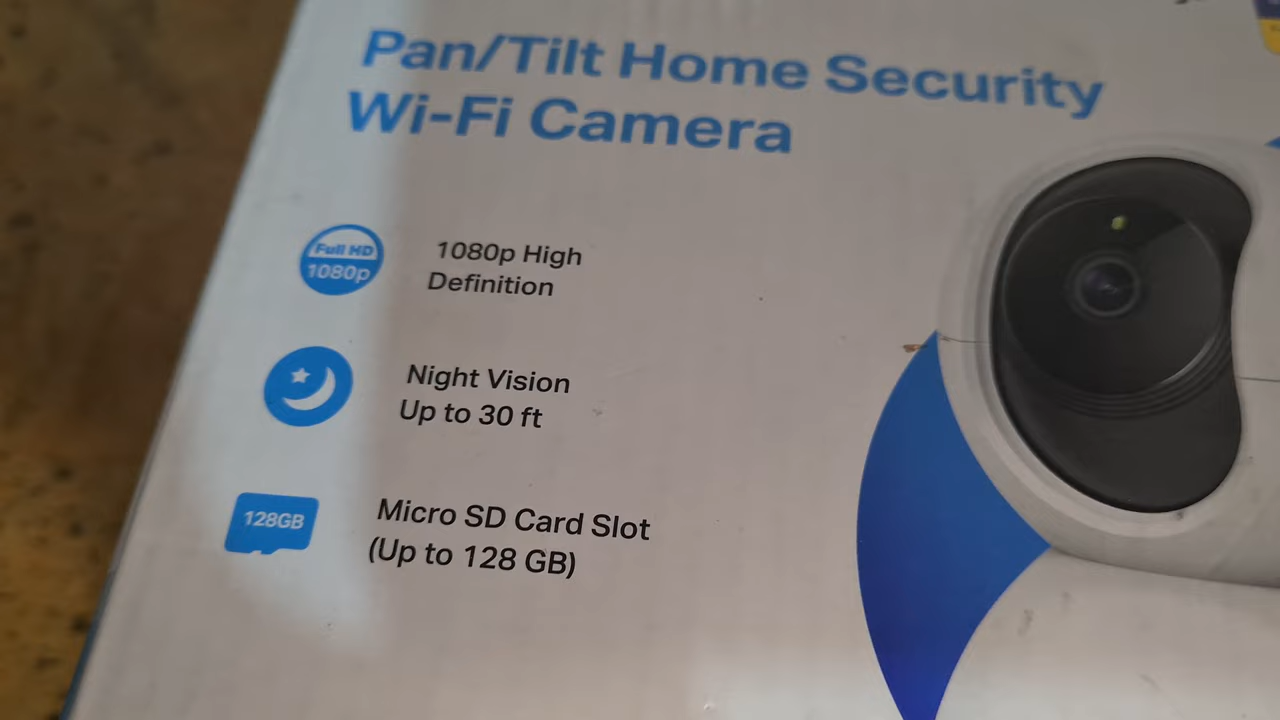 Pan/Tilt Home Security
Wi-Fi Camera
Full HD
1080p
1080p High
Definition
Night Vision
Up to 30 ft
128GB
Micro SD Card Slot
(Up to 128 GB)